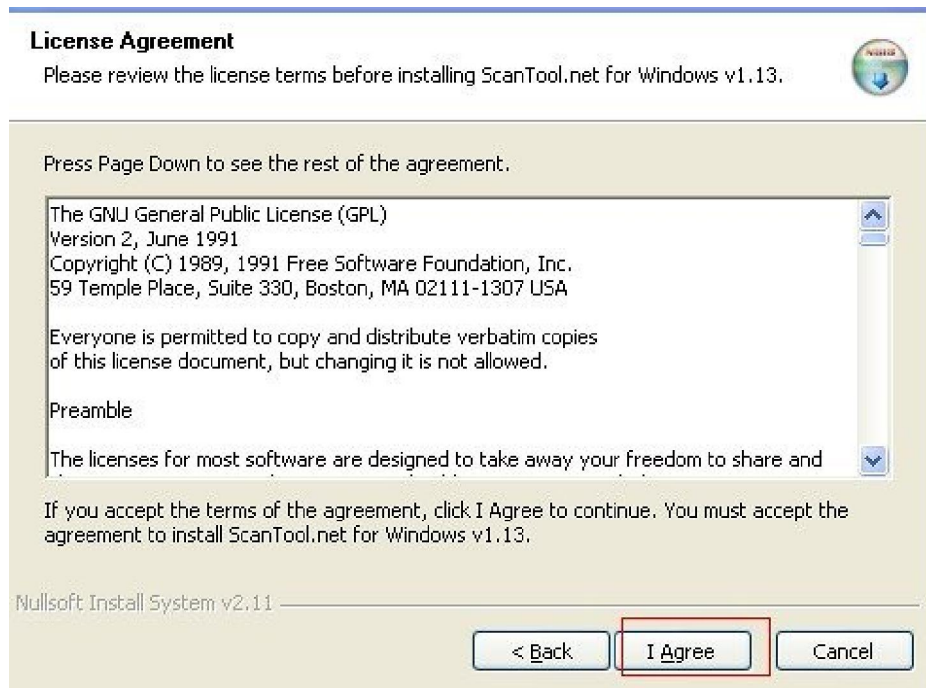 License Agreement
Please review the license terms before installing ScanTool.net for Windows v1.13.
Press Page Down to see the rest of the agreement.
The GNU General Public License (GPL)
Version 2, June 1991
Copyright (C) 1989, 1991 Free Software Foundation, Inc.
59 Temple Place, Suite 330, Boston, MA 02111-1307 USA
Everyone is permitted to copy and distribute verbatim copies
of this license document, but changing it is not allowed.
Preamble
The licenses for most software are designed to take away your freedom to share and
If you accept the terms of the agreement, click I Agree to continue. You must accept the
agreement to install ScanTool.net for Windows v1.13.
Nullsoft Install System v2.11
< Back
I Agree
Cancel